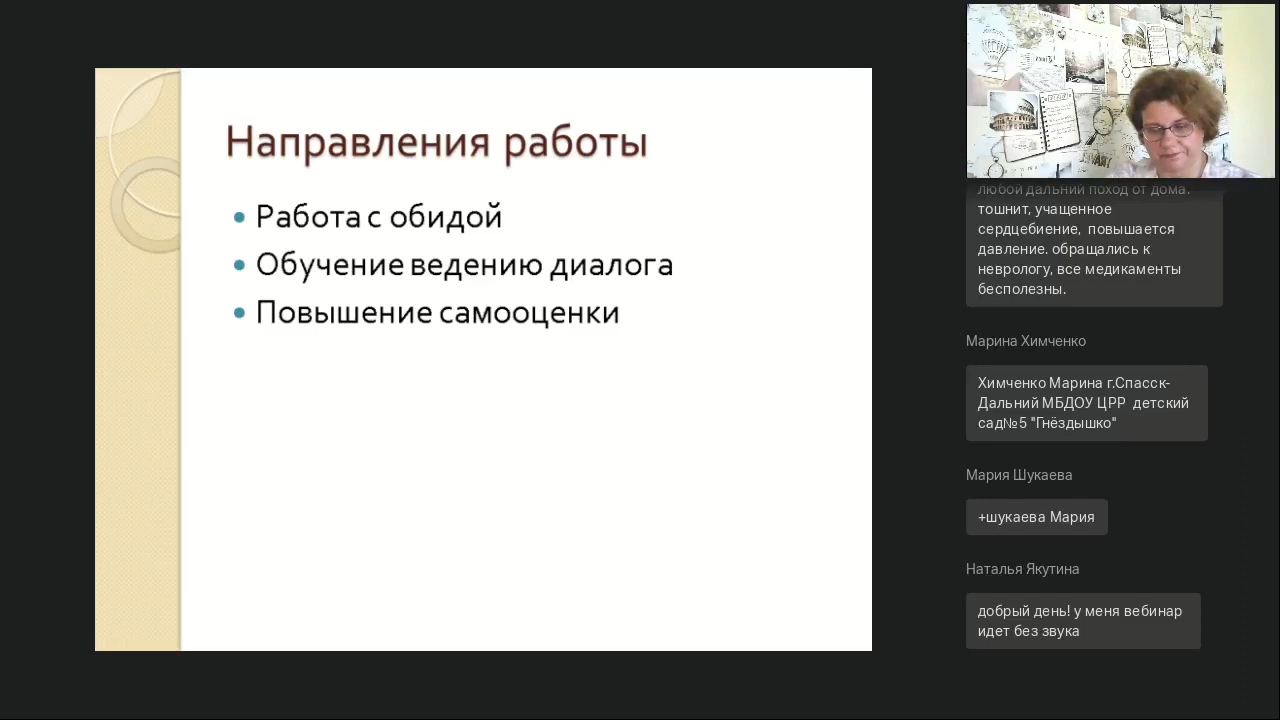 Направления работы
Работа с обидой
Обучение ведению диалога
Повышение самооценки
любой дальний поход от дома.
тошнит, учащенное
сердцебиение, повышается
давление. обращались к
неврологу, все медикаменты
бесполезны.
Марина Химченко
Химченко Марина г.Спасск-
Дальний МБДОУ ЦРР детский
сад№5 "Гнёздышко"
Мария Шукаева
+шукаева Мария
Наталья Якутина
добрый день! у меня вебинар
идет без звука